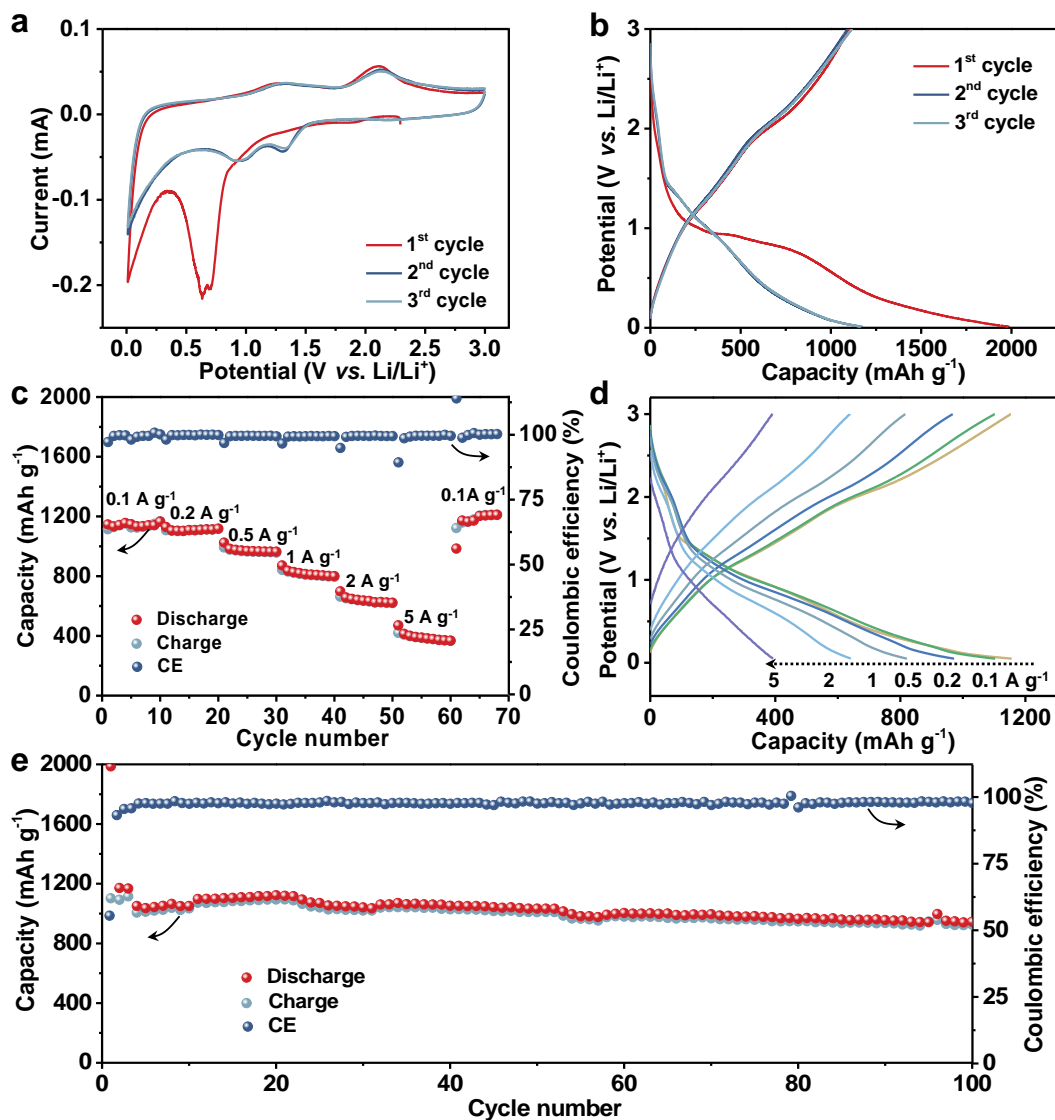 a
0.1
0.0
-0.1
-0.2
Current (mA)
1st cycle
2nd cycle
3rd cycle
0.0 0.5 1.0 1.5 2.0 2.5 3.0
Potential (V vs. Li/Li+)
b
3
2
1
0
Potential (V vs. Li/Li+)
1st cycle
2nd cycle
3rd cycle
0 500 1000 1500 2000
Capacity (mAh g-1)
c
2000
1600
1200
800
400
0
Capacity (mAh g-1)
0.1 A g-1
0.2 A g-1
0.5 A g-1
1 A g-1
2 A g-1
5 A g-1
0.1A g-1
Discharge
Charge
CE
100
75
50
25
0
Coulombic efficiency (%)
0 10 20 30 40 50 60 70
Cycle number
d
3
2
1
0
Potential (V vs. Li/Li+)
5 2 1 0.5 0.2 0.1 A g-1
0 400 800 1200
Capacity (mAh g-1)
e
2000
1600
1200
800
400
0
Capacity (mAh g-1)
Discharge
Charge
CE
100
75
50
25
0
Coulombic efficiency (%)
0 20 40 60 80 100
Cycle number